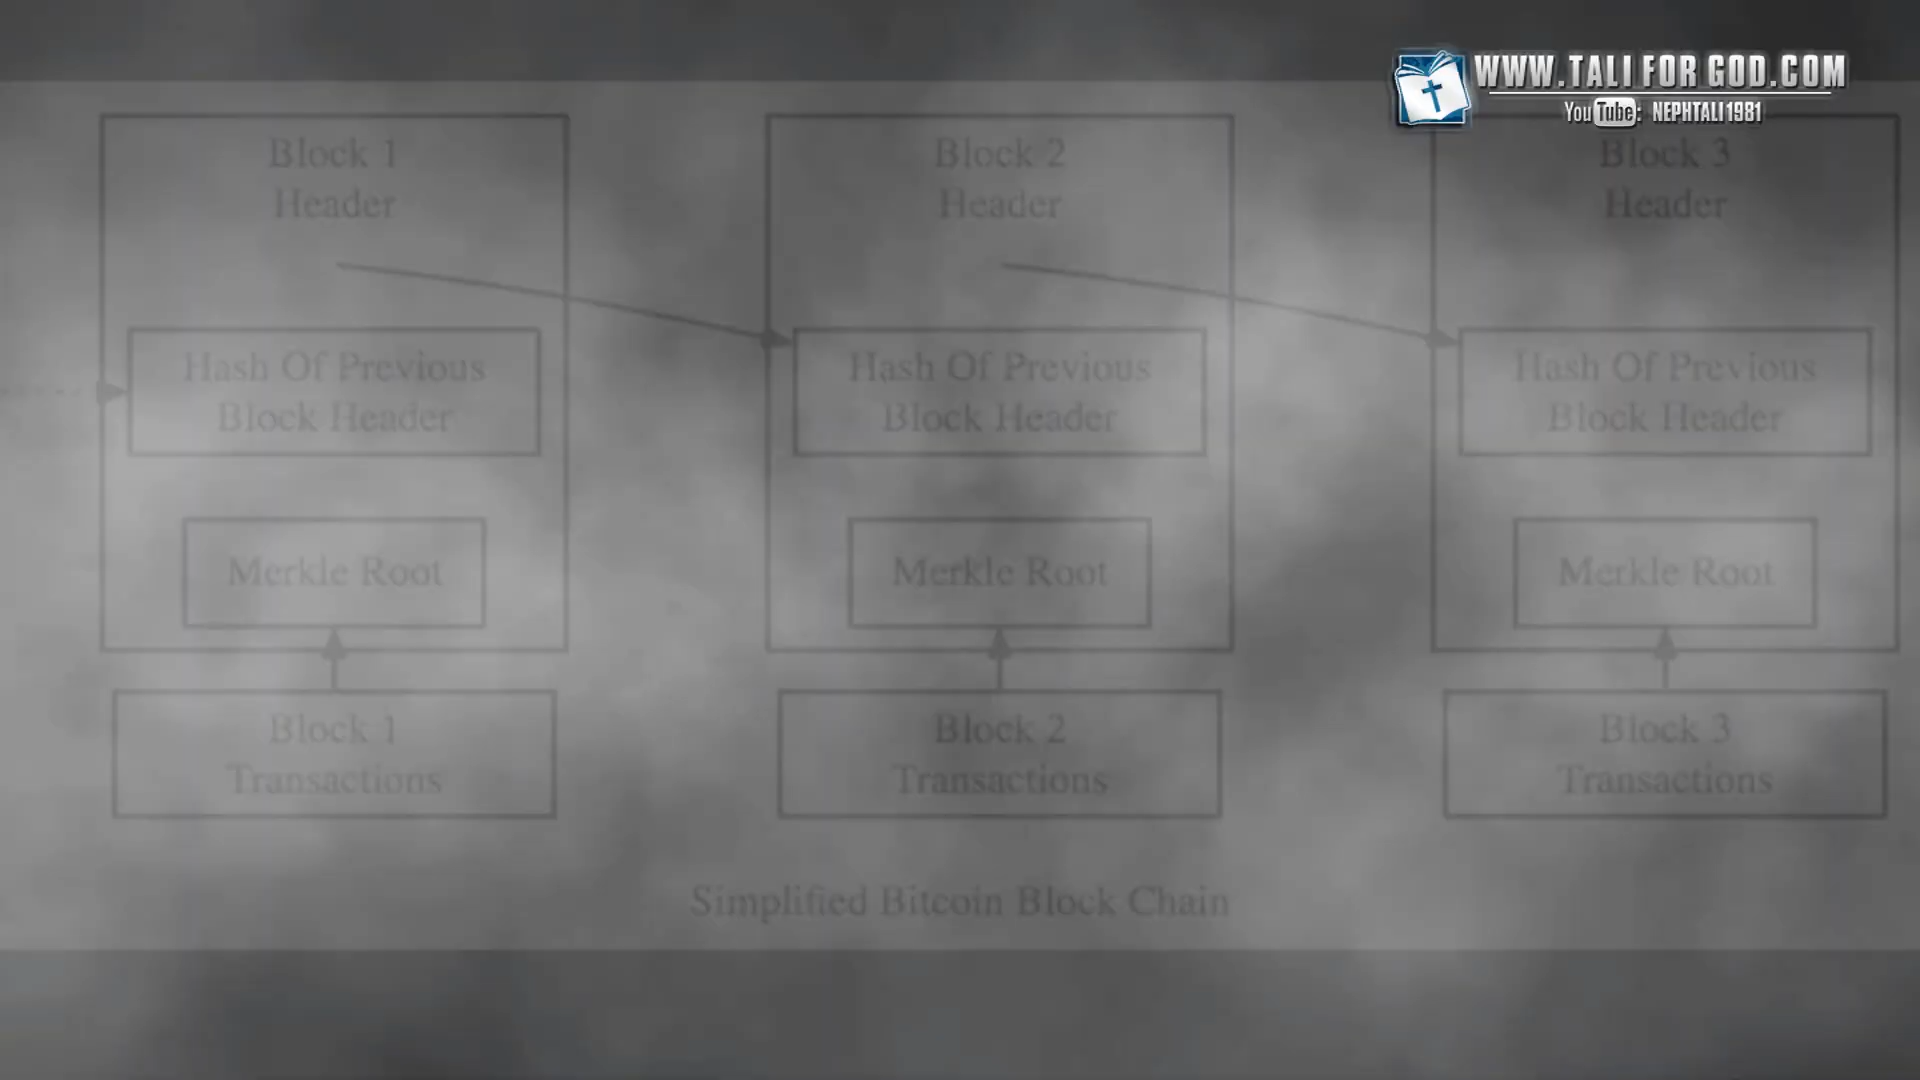 WWW.TALI FOR GOD.COM
YouTube: NEPHTALI1981
Block 1
Header
Block 2
Header
Block 3
Header
Hash Of Previous
Block Header
Hash Of Previous
Block Header
Hash Of Previous
Block Header
Merkle Root
Merkle Root
Merkle Root
Block 1
Transactions
Block 2
Transactions
Block 3
Transactions
Simplified Bitcoin Block Chain